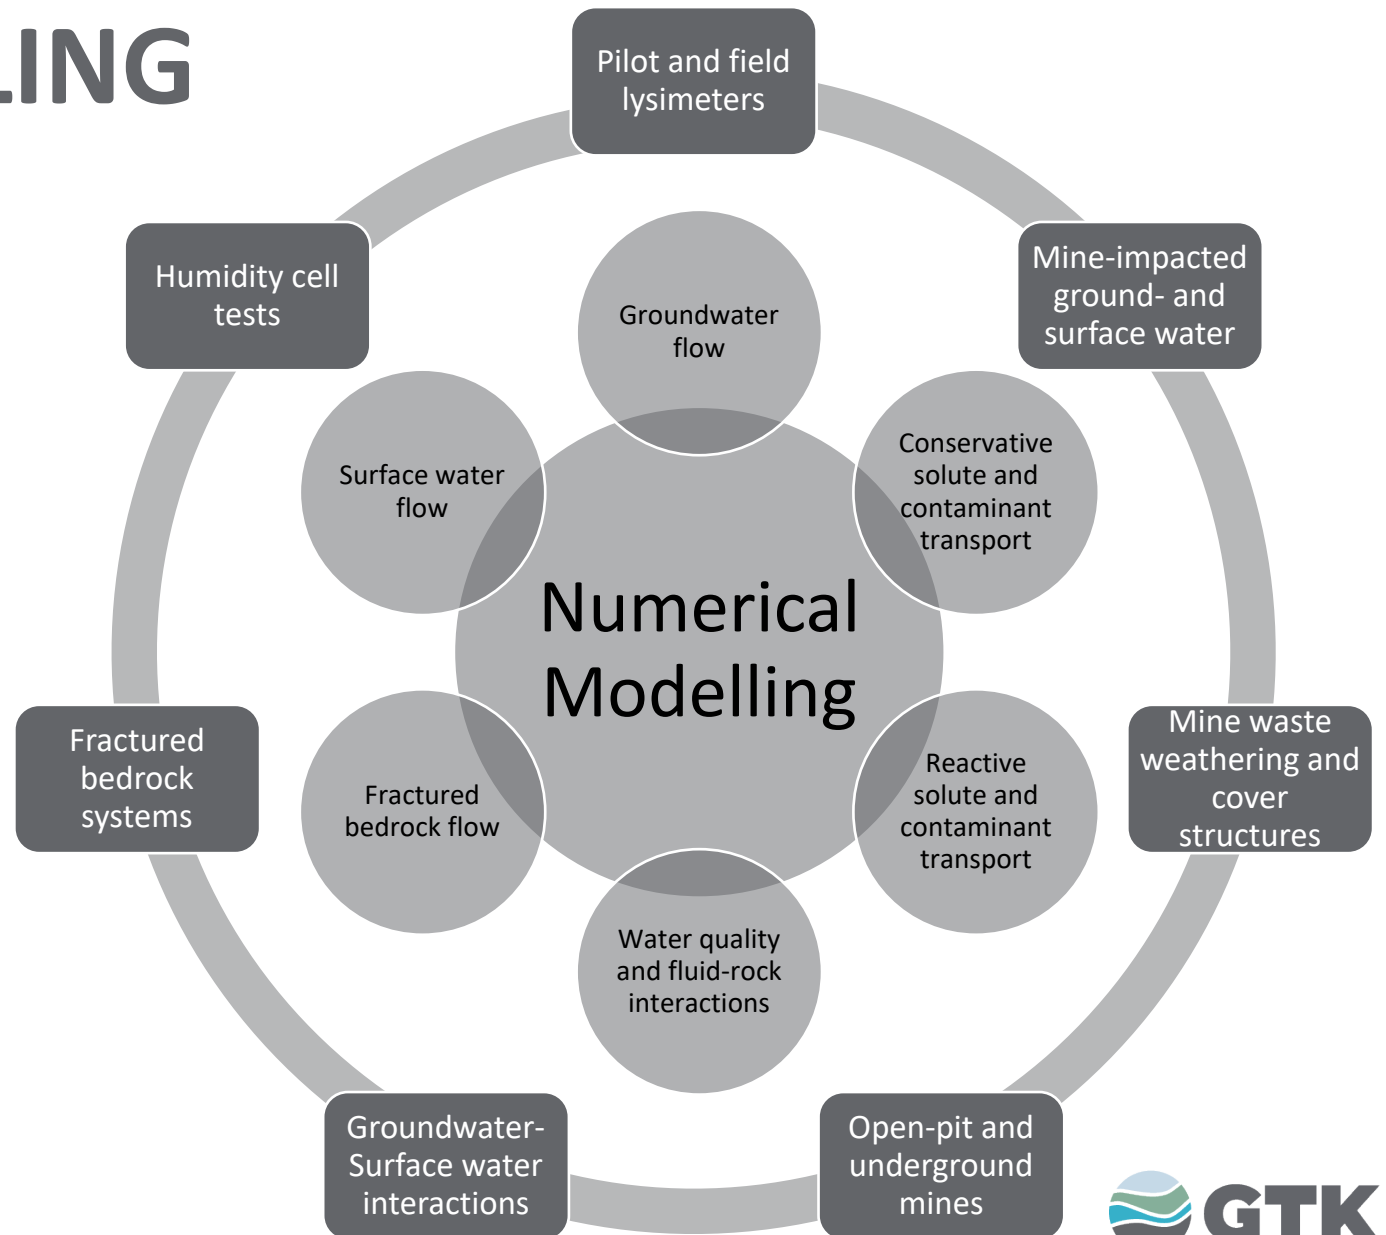 LING
Pilot and field
lysimeters
Humidity cell
tests
Mine-impacted
ground- and
surface water
Groundwater
flow
Surface water
flow
Conservative
solute and
contaminant
transport
Numerical
Modelling
Fractured
bedrock
systems
Fractured
bedrock flow
Reactive
solute and
contaminant
transport
Mine waste
weathering and
cover
structures
Water quality
and fluid-rock
interactions
Groundwater-
Surface water
interactions
Open-pit and
underground
mines
GTK